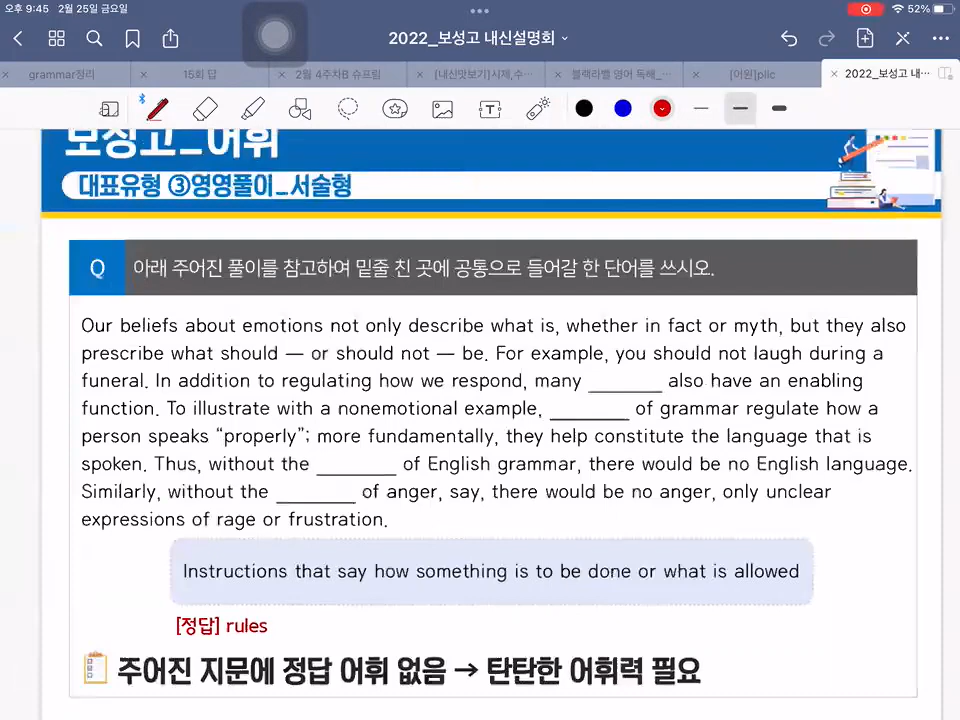 오후 9:45 2월 25일 금요일
52%
2022_보성고 내신설명회
grammar정리
15회 답
2월 4주차B 슈프림
[내신맛보기]시제,수…
블랙라벨 영어 독해_…
[어원]plic
2022_보성고 내…
보성고_어휘
대표유형 ③영영풀이_서술형
Q 아래 주어진 풀이를 참고하여 밑줄 친 곳에 공통으로 들어갈 한 단어를 쓰시오.
Our beliefs about emotions not only describe what is, whether in fact or myth, but they also
prescribe what should — or should not — be. For example, you should not laugh during a
funeral. In addition to regulating how we respond, many ________ also have an enabling
function. To illustrate with a nonemotional example, ________ of grammar regulate how a
person speaks “properly”; more fundamentally, they help constitute the language that is
spoken. Thus, without the ________ of English grammar, there would be no English language.
Similarly, without the ________ of anger, say, there would be no anger, only unclear
expressions of rage or frustration.
Instructions that say how something is to be done or what is allowed
[정답] rules
주어진 지문에 정답 어휘 없음 → 탄탄한 어휘력 필요